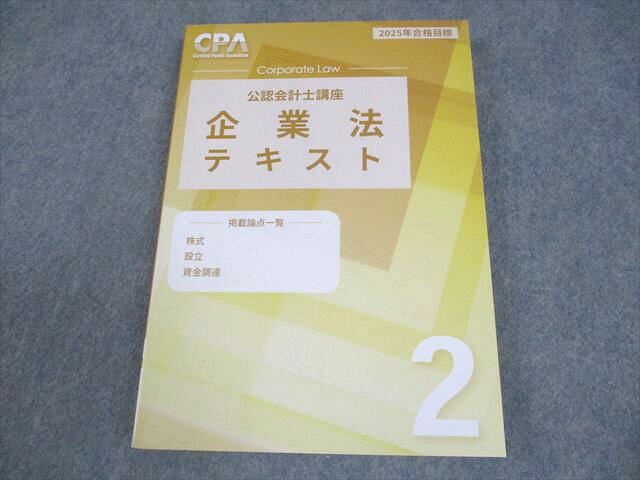 CPA
Certified Public Accountant
2025年合格目標
Corporate Law
公認会計士講座
企業法
テキスト
掲載論点一覧
株式
設立
資金調達
2